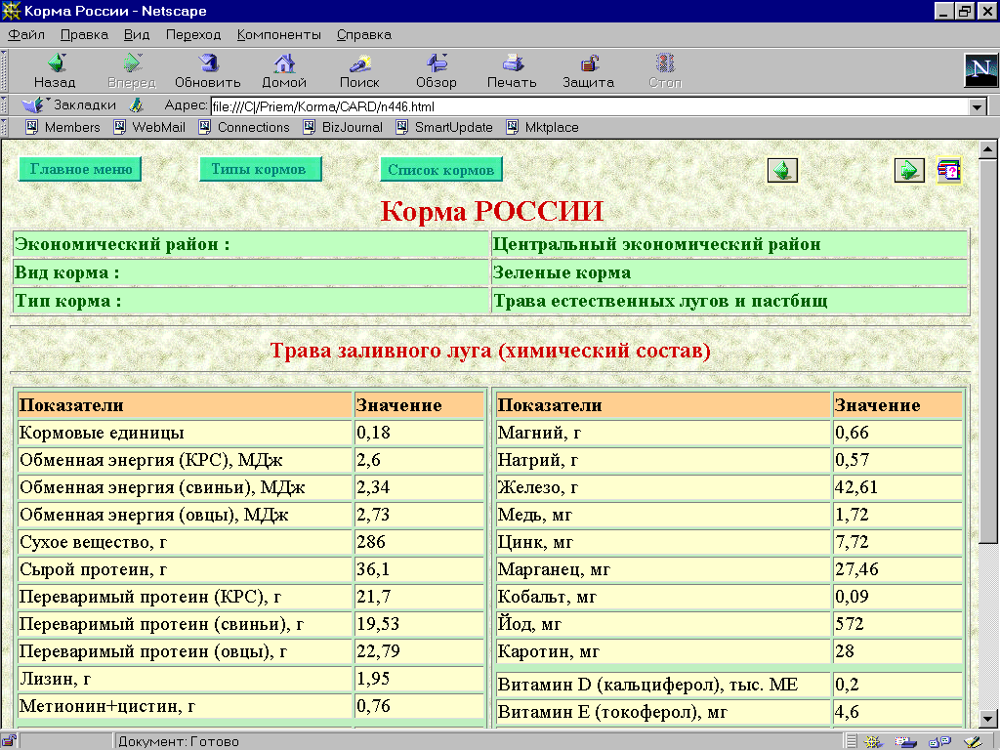 Корма России - Netscape
Файл Правка Вид Переход Компоненты Справка
Назад Вперед Обновить Домой Поиск Обзор Печать Защита Стоп
N
Закладки Адрес: file:///C|/Priem/Korma/CARD/n446.html
Members WebMail Connections BizJournal SmartUpdate Mktplace
Главное меню Типы кормов Список кормов
Корма РОССИИ
Экономический район : Центральный экономический район
Вид корма : Зеленые корма
Тип корма : Трава естественных лугов и пастбищ
Трава заливного луга (химический состав)
Показатели Значение
Кормовые единицы 0,18
Обменная энергия (КРС), МДж 2,6
Обменная энергия (свиньи), МДж 2,34
Обменная энергия (овцы), МДж 2,73
Сухое вещество, г 286
Сырой протеин, г 36,1
Переваримый протеин (КРС), г 21,7
Переваримый протеин (свиньи), г 19,53
Переваримый протеин (овцы), г 22,79
Лизин, г 1,95
Метионин+цистин, г 0,76
Показатели Значение
Магний, г 0,66
Натрий, г 0,57
Железо, г 42,61
Медь, мг 1,72
Цинк, мг 7,72
Марганец, мг 27,46
Кобальт, мг 0,09
Йод, мг 572
Каротин, мг 28
Витамин D (кальциферол), тыс. МЕ 0,2
Витамин Е (токоферол), мг 4,6
Документ: Готово